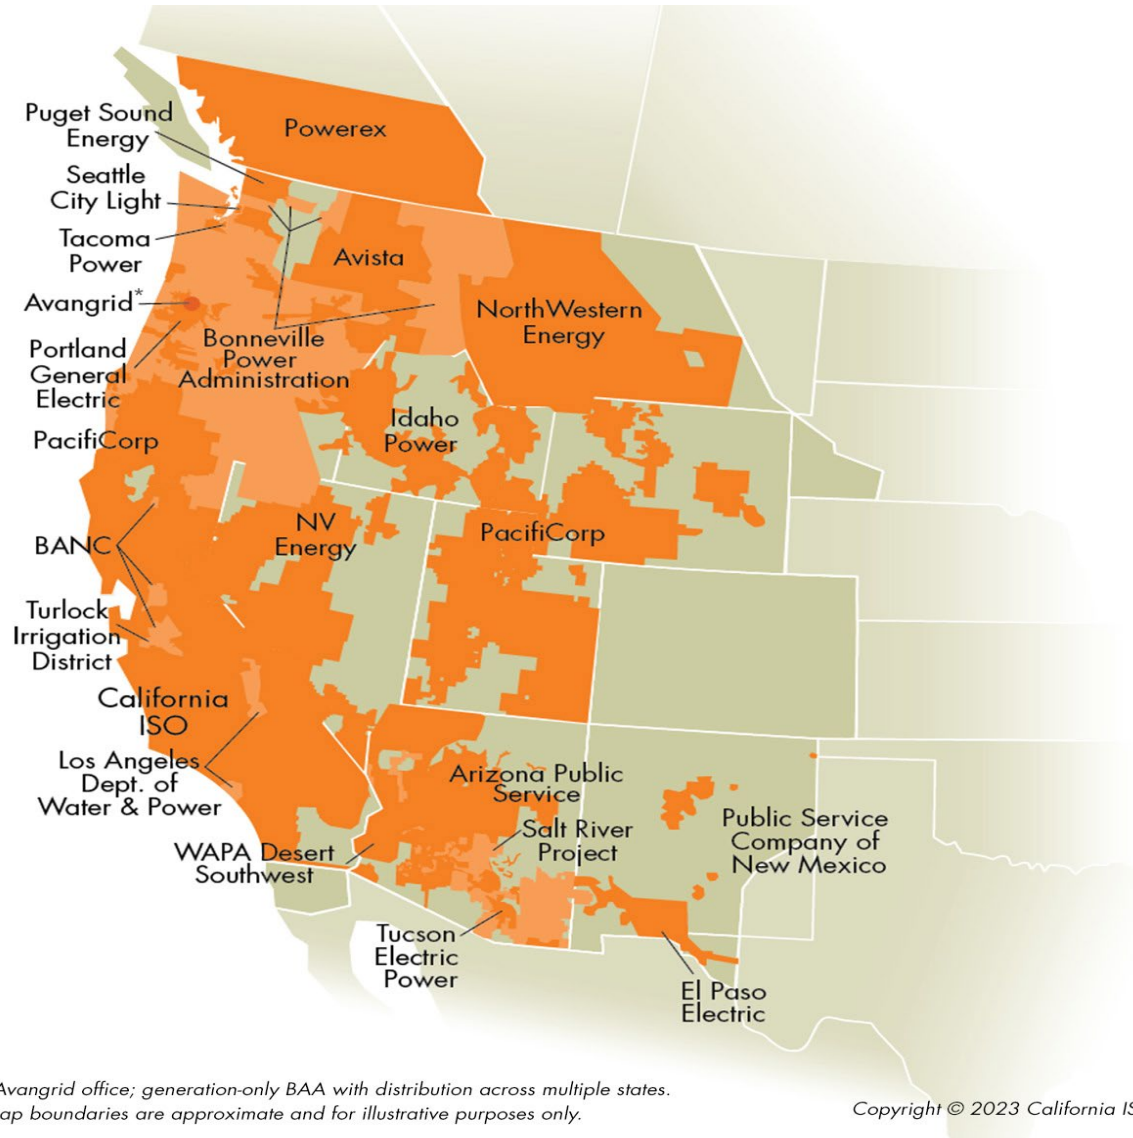 Puget Sound
Energy
Powerex
Seattle
City Light
Tacoma
Power
Avista
Avangrid*
NorthWestern
Energy
Bonneville
Power
Administration
Portland
General
Electric
Idaho
Power
PacifiCorp
NV
Energy
PacifiCorp
BANC
Turlock
Irrigation
District
California
ISO
Los Angeles
Dept. of
Water & Power
Arizona Public
Service
Salt River
Project
Public Service
Company of
New Mexico
WAPA Desert
Southwest
Tucson
Electric
Power
El Paso
Electric
Avangrid office; generation-only BAA with distribution across multiple states.
ap boundaries are approximate and for illustrative purposes only.
Copyright © 2023 California IS